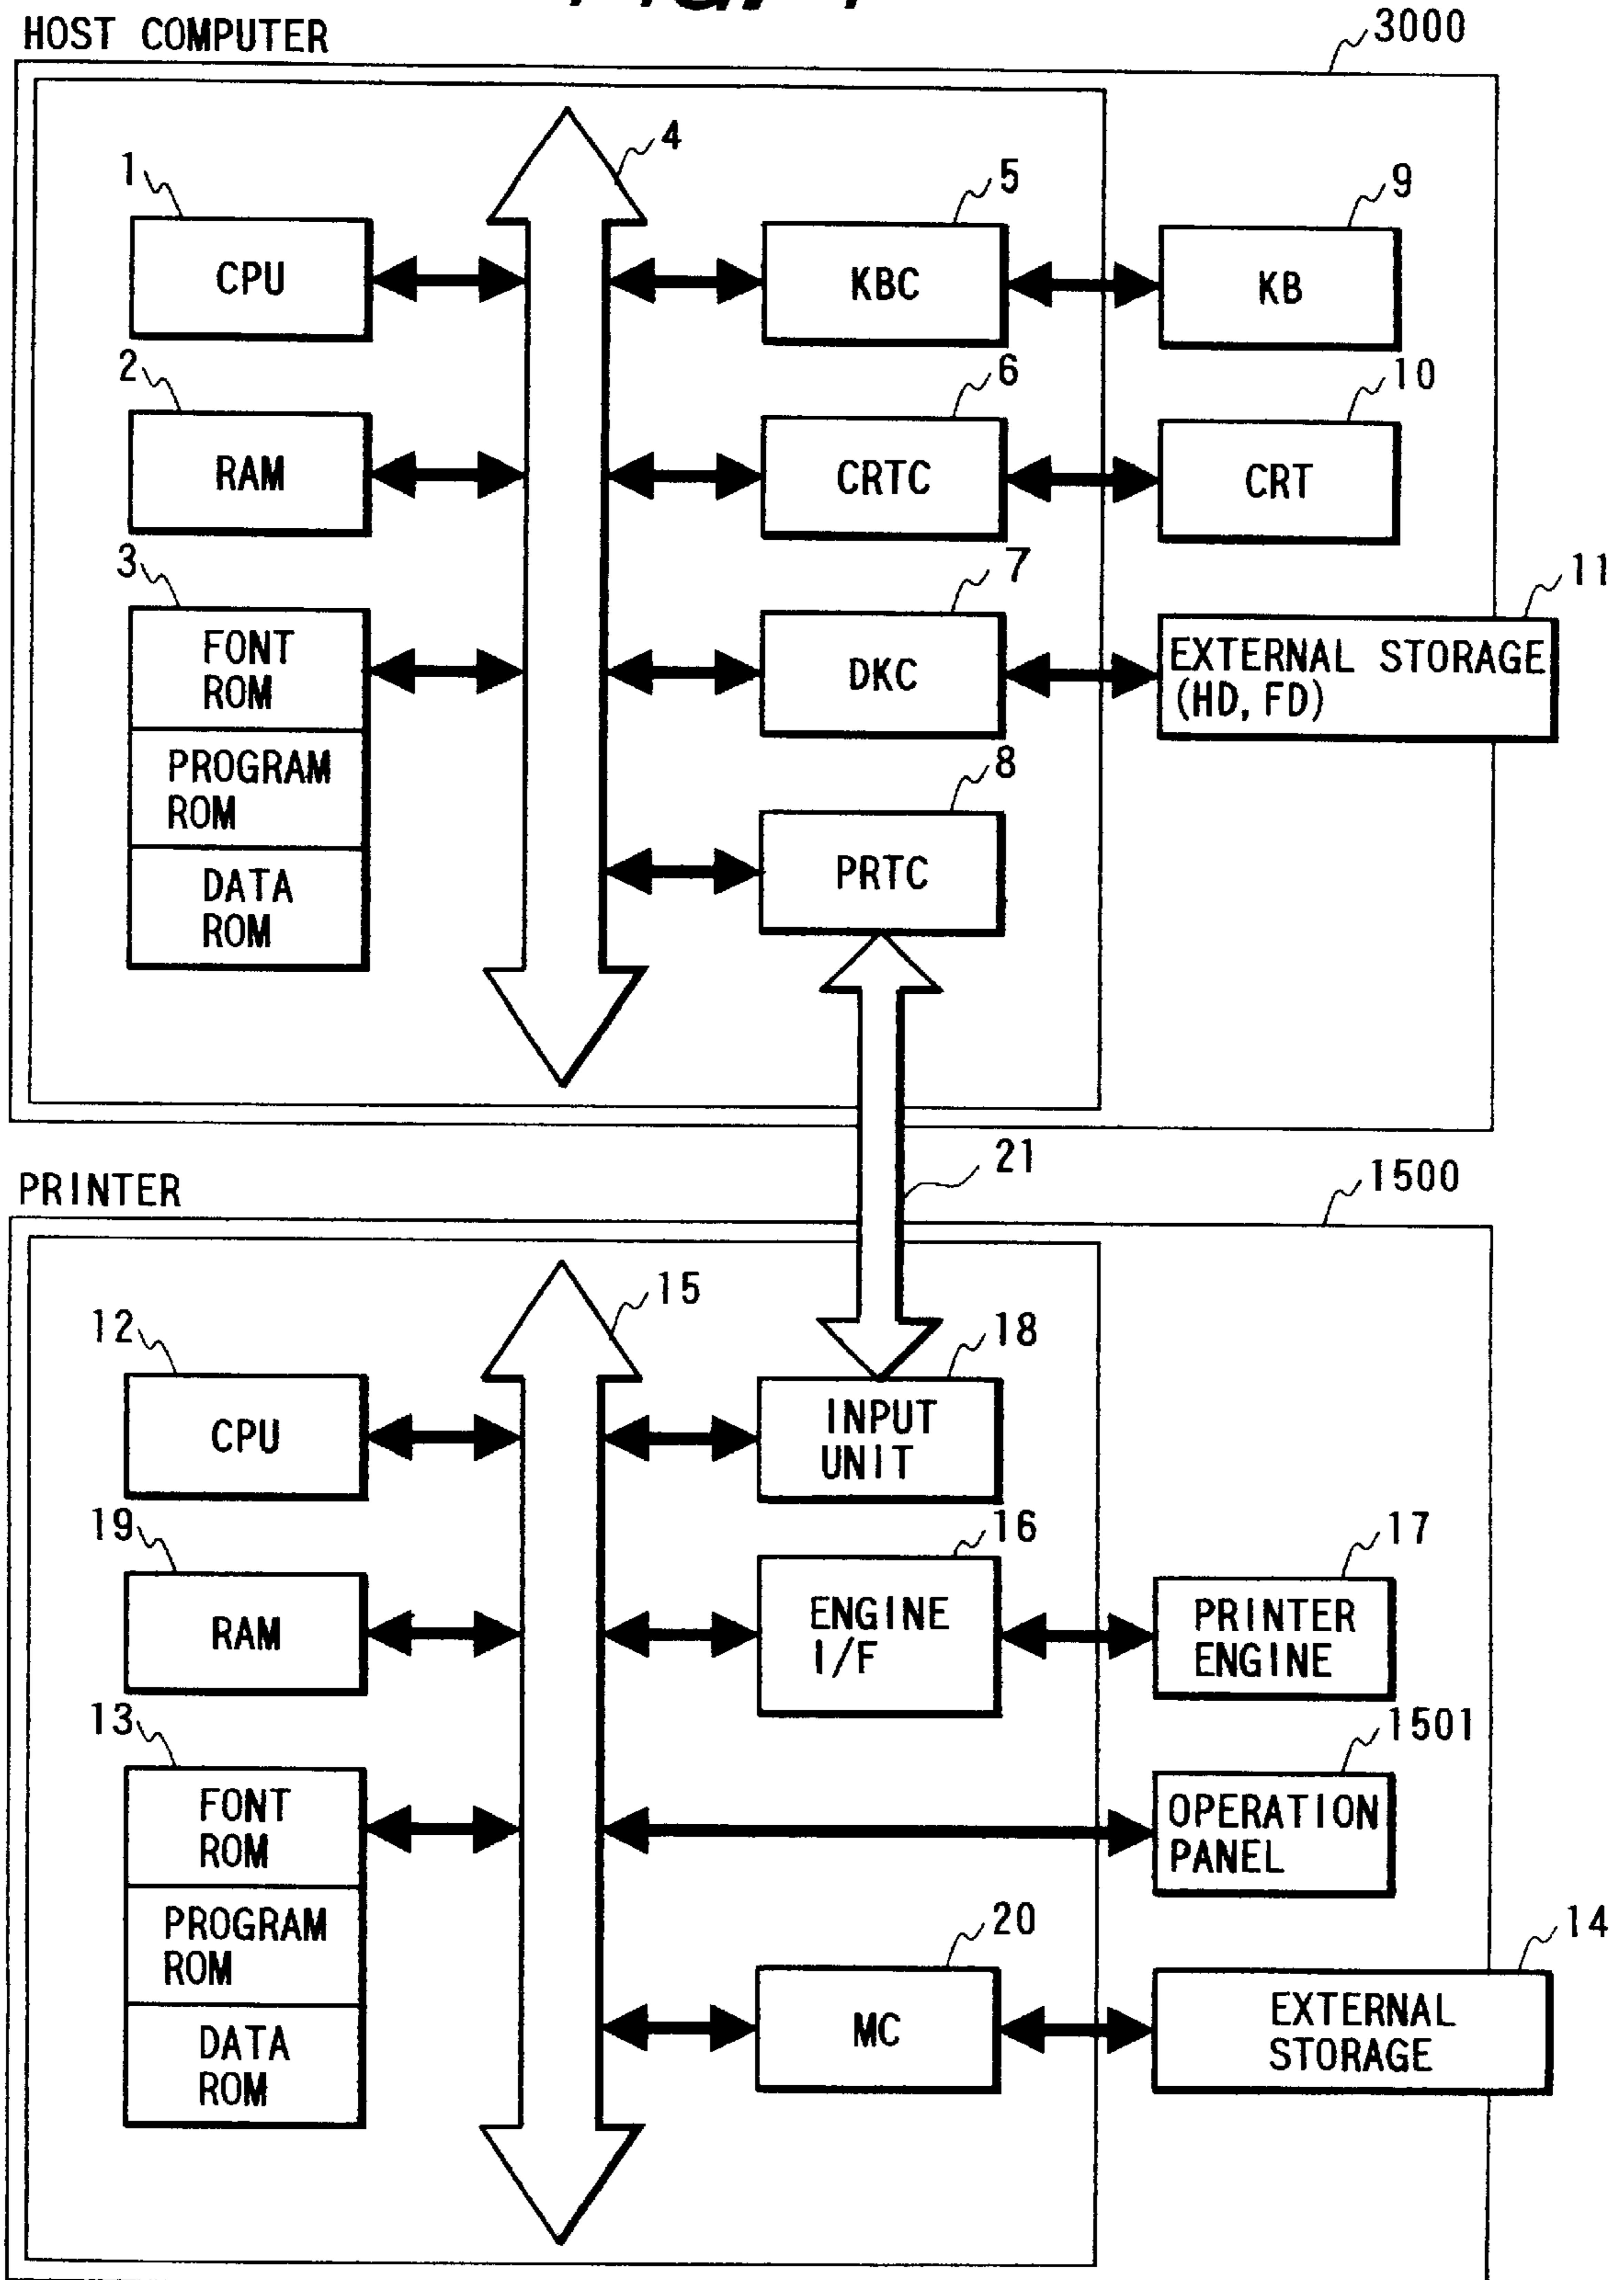 HOST COMPUTER
3000
4
1
CPU
5
KBC
9
KB
2
RAM
6
CRTC
10
CRT
3
FONT
ROM
PROGRAM
ROM
DATA
ROM
7
DKC
11
EXTERNAL STORAGE
(HD, FD)
8
PRTC
21
PRINTER
1500
15
12
CPU
18
INPUT
UNIT
19
RAM
16
ENGINE
I/F
17
PRINTER
ENGINE
13
FONT
ROM
PROGRAM
ROM
DATA
ROM
1501
OPERATION
PANEL
20
MC
14
EXTERNAL
STORAGE